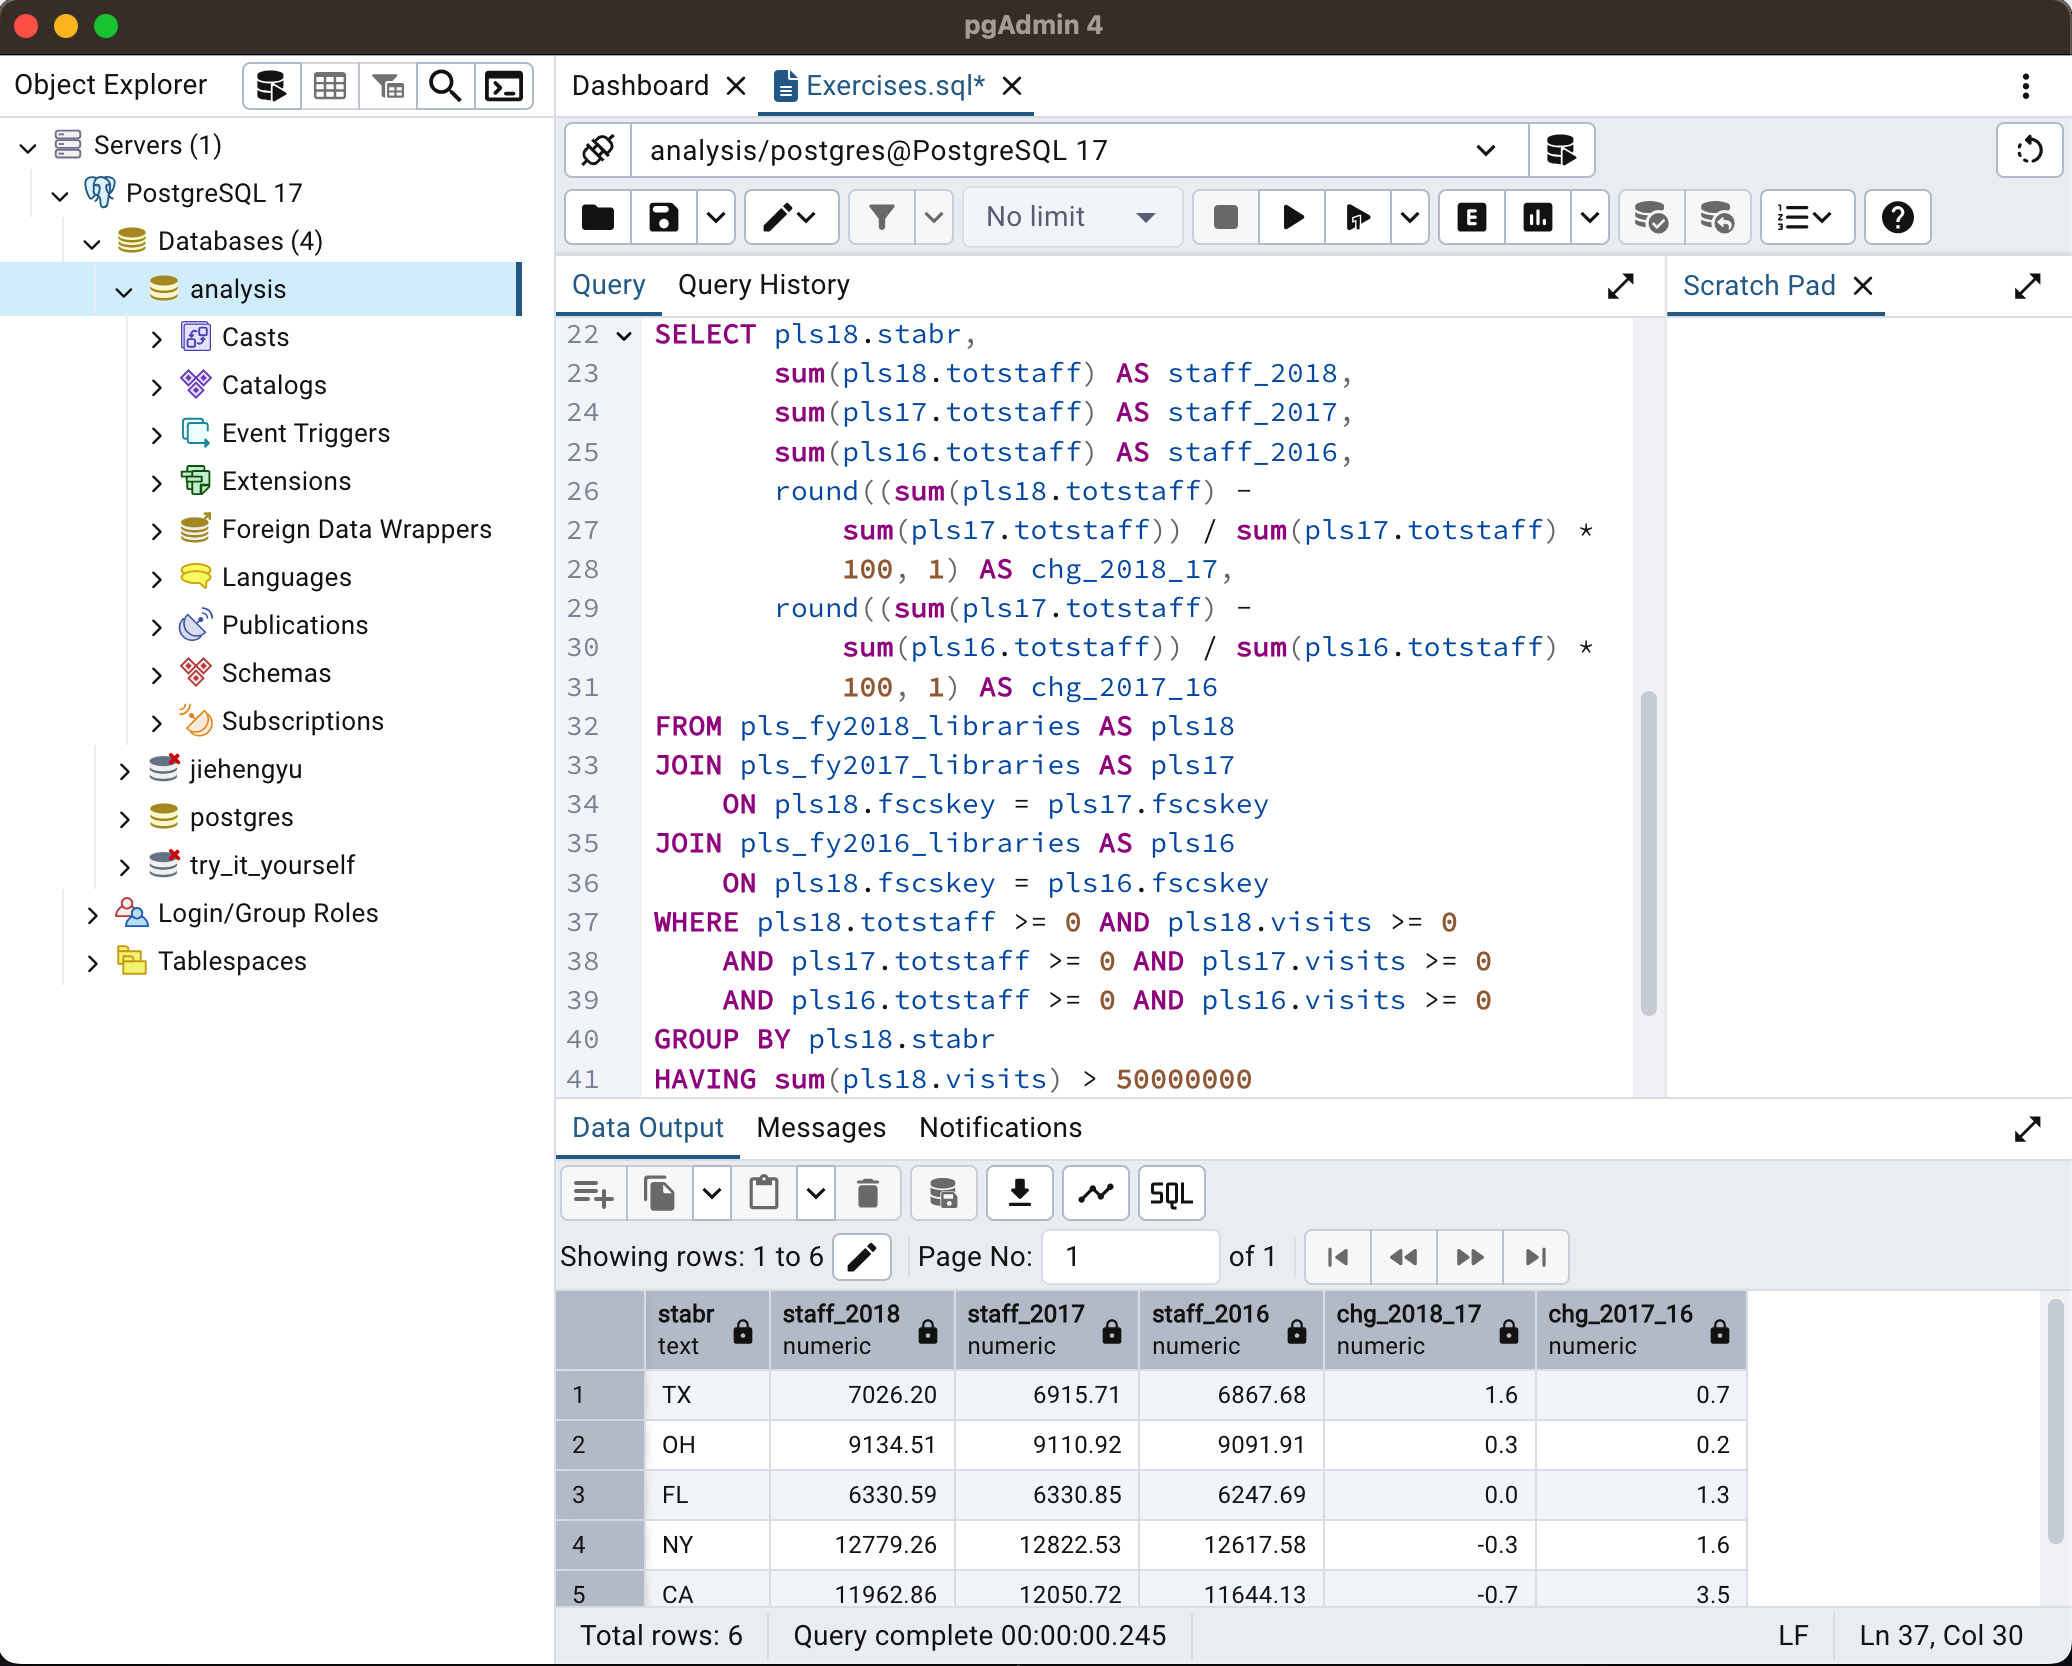 pgAdmin 4
Object Explorer
Dashboard
Exercises.sql*
Servers (1)
PostgreSQL 17
Databases (4)
analysis
Casts
Catalogs
Event Triggers
Extensions
Foreign Data Wrappers
Languages
Publications
Schemas
Subscriptions
jiehengyu
postgres
try_it_yourself
Login/Group Roles
Tablespaces
analysis/postgres@PostgreSQL 17
No limit
E
Query
Query History
Scratch Pad
22 SELECT pls18.stabr,
23 sum(pls18.totstaff) AS staff_2018,
24 sum(pls17.totstaff) AS staff_2017,
25 sum(pls16.totstaff) AS staff_2016,
26 round((sum(pls18.totstaff) -
27 sum(pls17.totstaff)) / sum(pls17.totstaff) *
28 100, 1) AS chg_2018_17,
29 round((sum(pls17.totstaff) -
30 sum(pls16.totstaff)) / sum(pls16.totstaff) *
31 100, 1) AS chg_2017_16
32 FROM pls_fy2018_libraries AS pls18
33 JOIN pls_fy2017_libraries AS pls17
34 ON pls18.fscskey = pls17.fscskey
35 JOIN pls_fy2016_libraries AS pls16
36 ON pls18.fscskey = pls16.fscskey
37 WHERE pls18.totstaff >= 0 AND pls18.visits >= 0
38 AND pls17.totstaff >= 0 AND pls17.visits >= 0
39 AND pls16.totstaff >= 0 AND pls16.visits >= 0
40 GROUP BY pls18.stabr
41 HAVING sum(pls18.visits) > 50000000
Data Output
Messages
Notifications
SQL
Showing rows: 1 to 6
Page No: 1 of 1
stabr staff_2018 staff_2017 staff_2016 chg_2018_17 chg_2017_16
text numeric numeric numeric numeric numeric
1 TX 7026.20 6915.71 6867.68 1.6 0.7
2 OH 9134.51 9110.92 9091.91 0.3 0.2
3 FL 6330.59 6330.85 6247.69 0.0 1.3
4 NY 12779.26 12822.53 12617.58 -0.3 1.6
5 CA 11962.86 12050.72 11644.13 -0.7 3.5
Total rows: 6
Query complete 00:00:00.245
LF
Ln 37, Col 30